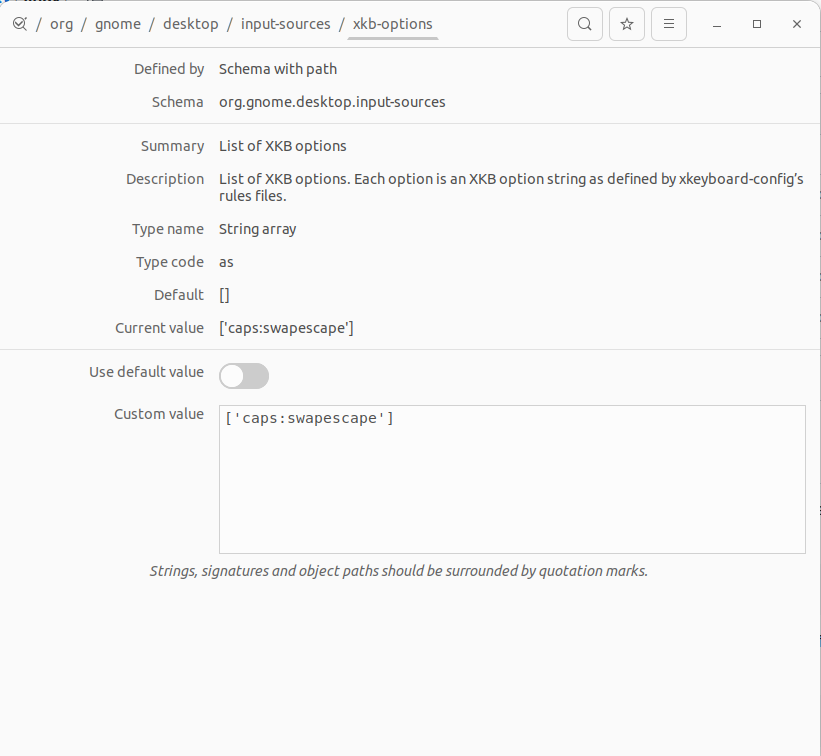 / org / gnome / desktop / input-sources / xkb-options
Defined by Schema with path
Schema org.gnome.desktop.input-sources
Summary List of XKB options
Description List of XKB options. Each option is an XKB option string as defined by xkeyboard-config’s
rules files.
Type name String array
Type code as
Default []
Current value ['caps:swapescape']
Use default value
Custom value ['caps:swapescape']
Strings, signatures and object paths should be surrounded by quotation marks.